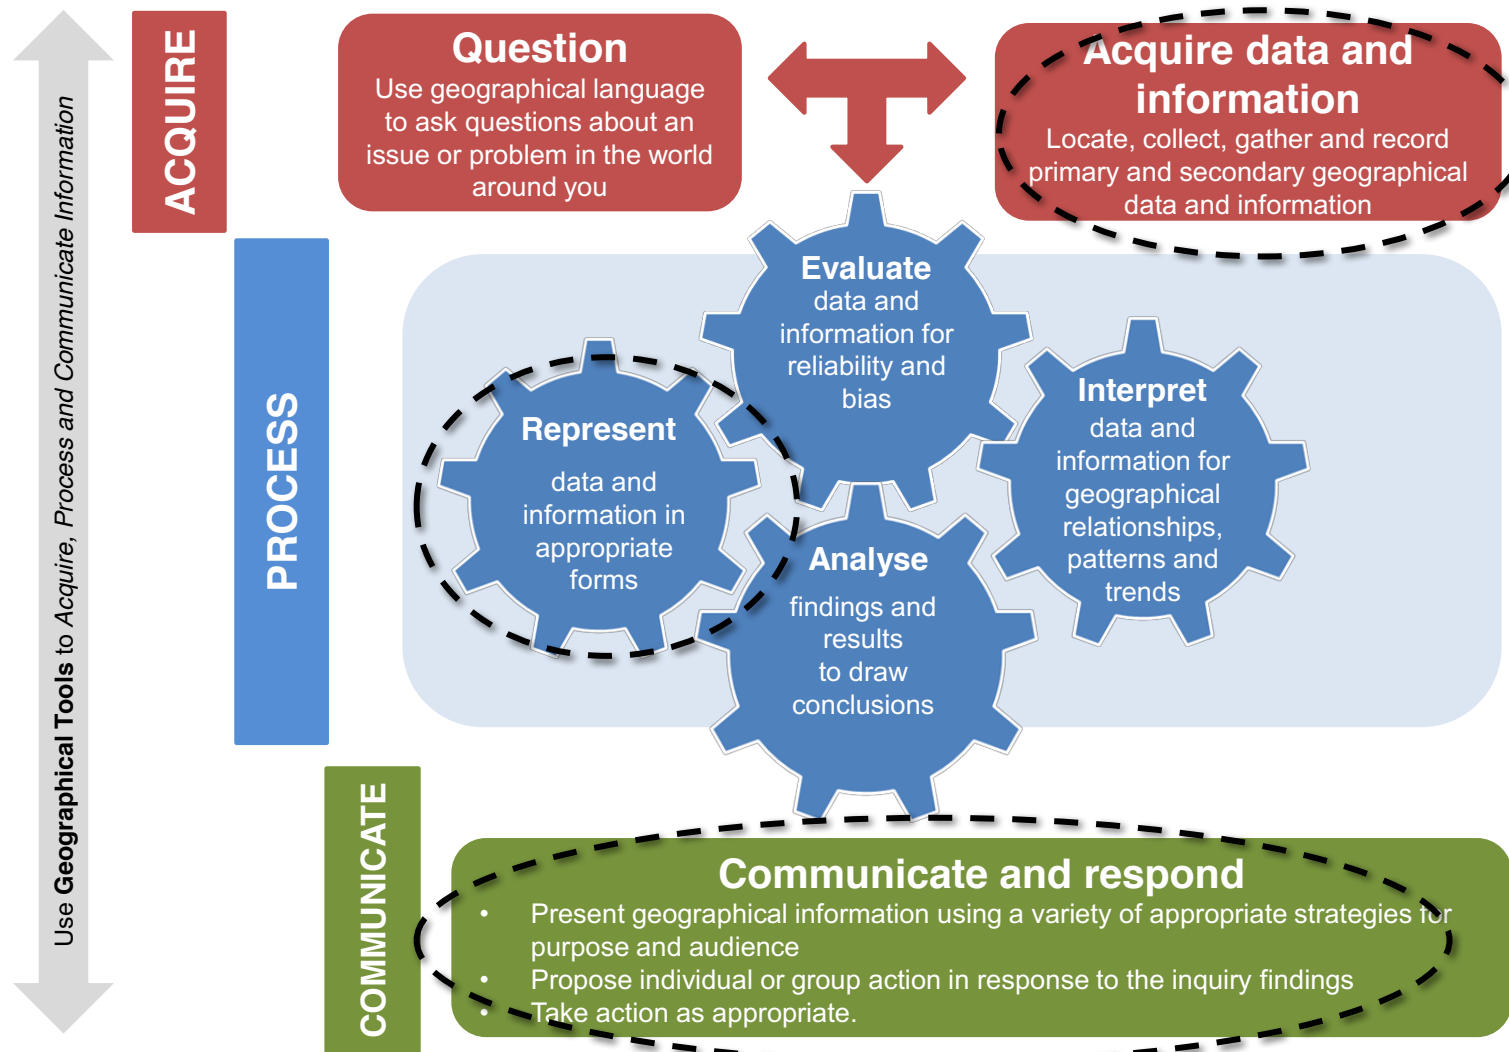 Use Geographical Tools to Acquire, Process and Communicate Information
ACQUIRE
Question
Use geographical language
to ask questions about an
issue or problem in the world
around you
Acquire data and
information
Locate, collect, gather and record
primary and secondary geographical
data and information
PROCESS
Evaluate
data and
information for
reliability and
bias
Represent
data and
information in
appropriate
forms
Interpret
data and
information for
geographical
relationships,
patterns and
trends
Analyse
findings and
results
to draw
conclusions
COMMUNICATE
Communicate and respond
• Present geographical information using a variety of appropriate strategies for
purpose and audience
• Propose individual or group action in response to the inquiry findings
• Take action as appropriate.